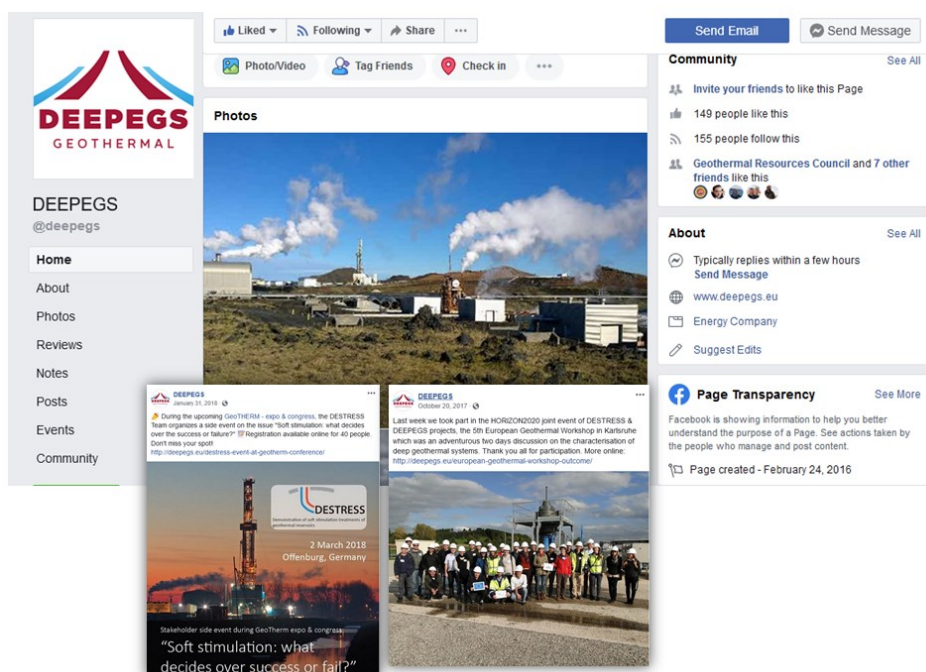 Liked
Following
Share
Send Email
Send Message
Photo/Video
Tag Friends
Check in
DEEPEGS
GEOTHERMAL
DEEPEGS
@deepegs
Home
About
Photos
Reviews
Notes
Posts
Events
Community
Photos
Community
See All
Invite your friends to like this Page
149 people like this
155 people follow this
Geothermal Resources Council and 7 other
friends like this
About
See All
Typically replies within a few hours
Send Message
www.deepegs.eu
Energy Company
Suggest Edits
Page Transparency
See More
Facebook is showing information to help you better
understand the purpose of a Page. See actions taken by
the people who manage and post content.
Page created - February 24, 2016
DEEPEGS
January 31, 2018
During the upcoming GeoTHERM - expo & congress, the DESTRESS
Team organizes a side event on the issue "Soft stimulation: what decides
over the success or failure?" 💯Registration available online for 40 people.
Don't miss your spot!
http://deepegs.eu/destress-event-at-geotherm-conference/
DESTRESS
Demonstration of soft stimulation treatments of
geothermal reservoirs
2 March 2018
Offenburg, Germany
Stakeholder side event during GeoTherm expo & congress:
“Soft stimulation: what
decides over success or fail?”
DEEPEGS
October 20, 2017
Last week we took part in the HORIZON2020 joint event of DESTRESS &
DEEPEGS projects, the 5th European Geothermal Workshop in Karlsruhe
which was an adventurous two days discussion on the characterisation of
deep geothermal systems. Thank you all for participation. More online:
http://deepegs.eu/european-geothermal-workshop-outcome/